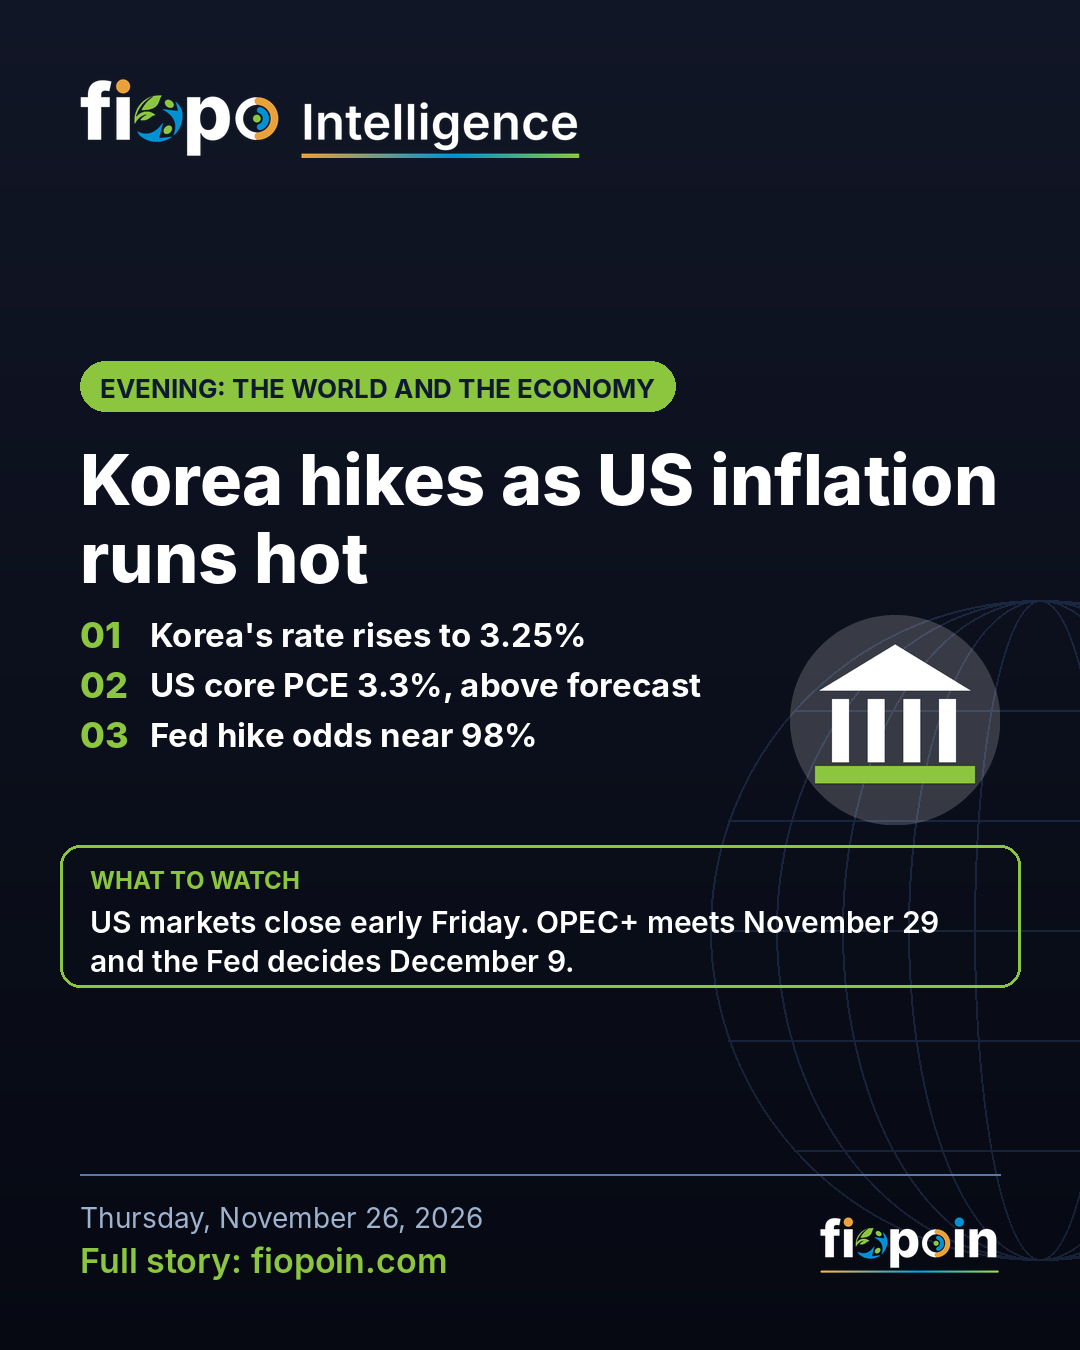 fiopo Intelligence
EVENING: THE WORLD AND THE ECONOMY
Korea hikes as US inflation
runs hot
01 Korea's rate rises to 3.25%
02 US core PCE 3.3%, above forecast
03 Fed hike odds near 98%
WHAT TO WATCH
US markets close early Friday. OPEC+ meets November 29
and the Fed decides December 9.
Thursday, November 26, 2026
Full story: fiopoin.com
fiopoin